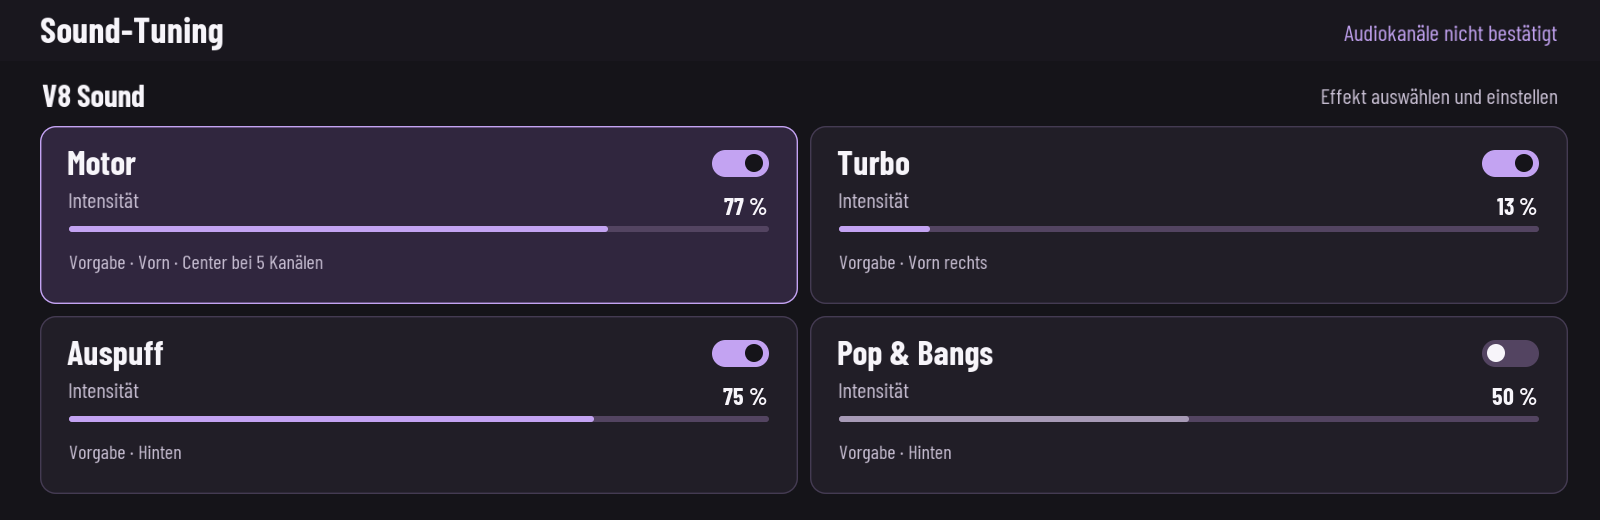 Sound-Tuning
Audiokanäle nicht bestätigt
V8 Sound
Effekt auswählen und einstellen
Motor
Intensität
77 %
Vorgabe · Vorn · Center bei 5 Kanälen
Turbo
Intensität
13 %
Vorgabe · Vorn rechts
Auspuff
Intensität
75 %
Vorgabe · Hinten
Pop & Bangs
Intensität
50 %
Vorgabe · Hinten